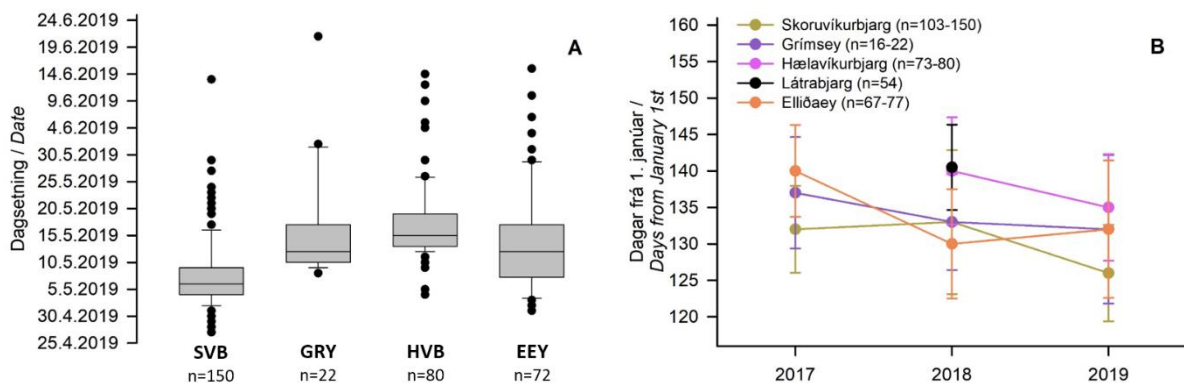 Dagsetning / Date
24.6.2019
19.6.2019
14.6.2019
9.6.2019
4.6.2019
30.5.2019
25.5.2019
20.5.2019
15.5.2019
10.5.2019
5.5.2019
30.4.2019
25.4.2019
A
SVB GRY HVB EEY
n=150 n=22 n=80 n=72
Dagar frá 1. janúar /
Days from January 1st
160
155
150
145
140
135
130
125
120
Skoruvíkurbjarg (n=103-150)
Grímsey (n=16-22)
Hælavíkurbjarg (n=73-80)
Látrabjarg (n=54)
Elliðaey (n=67-77)
B
2017 2018 2019